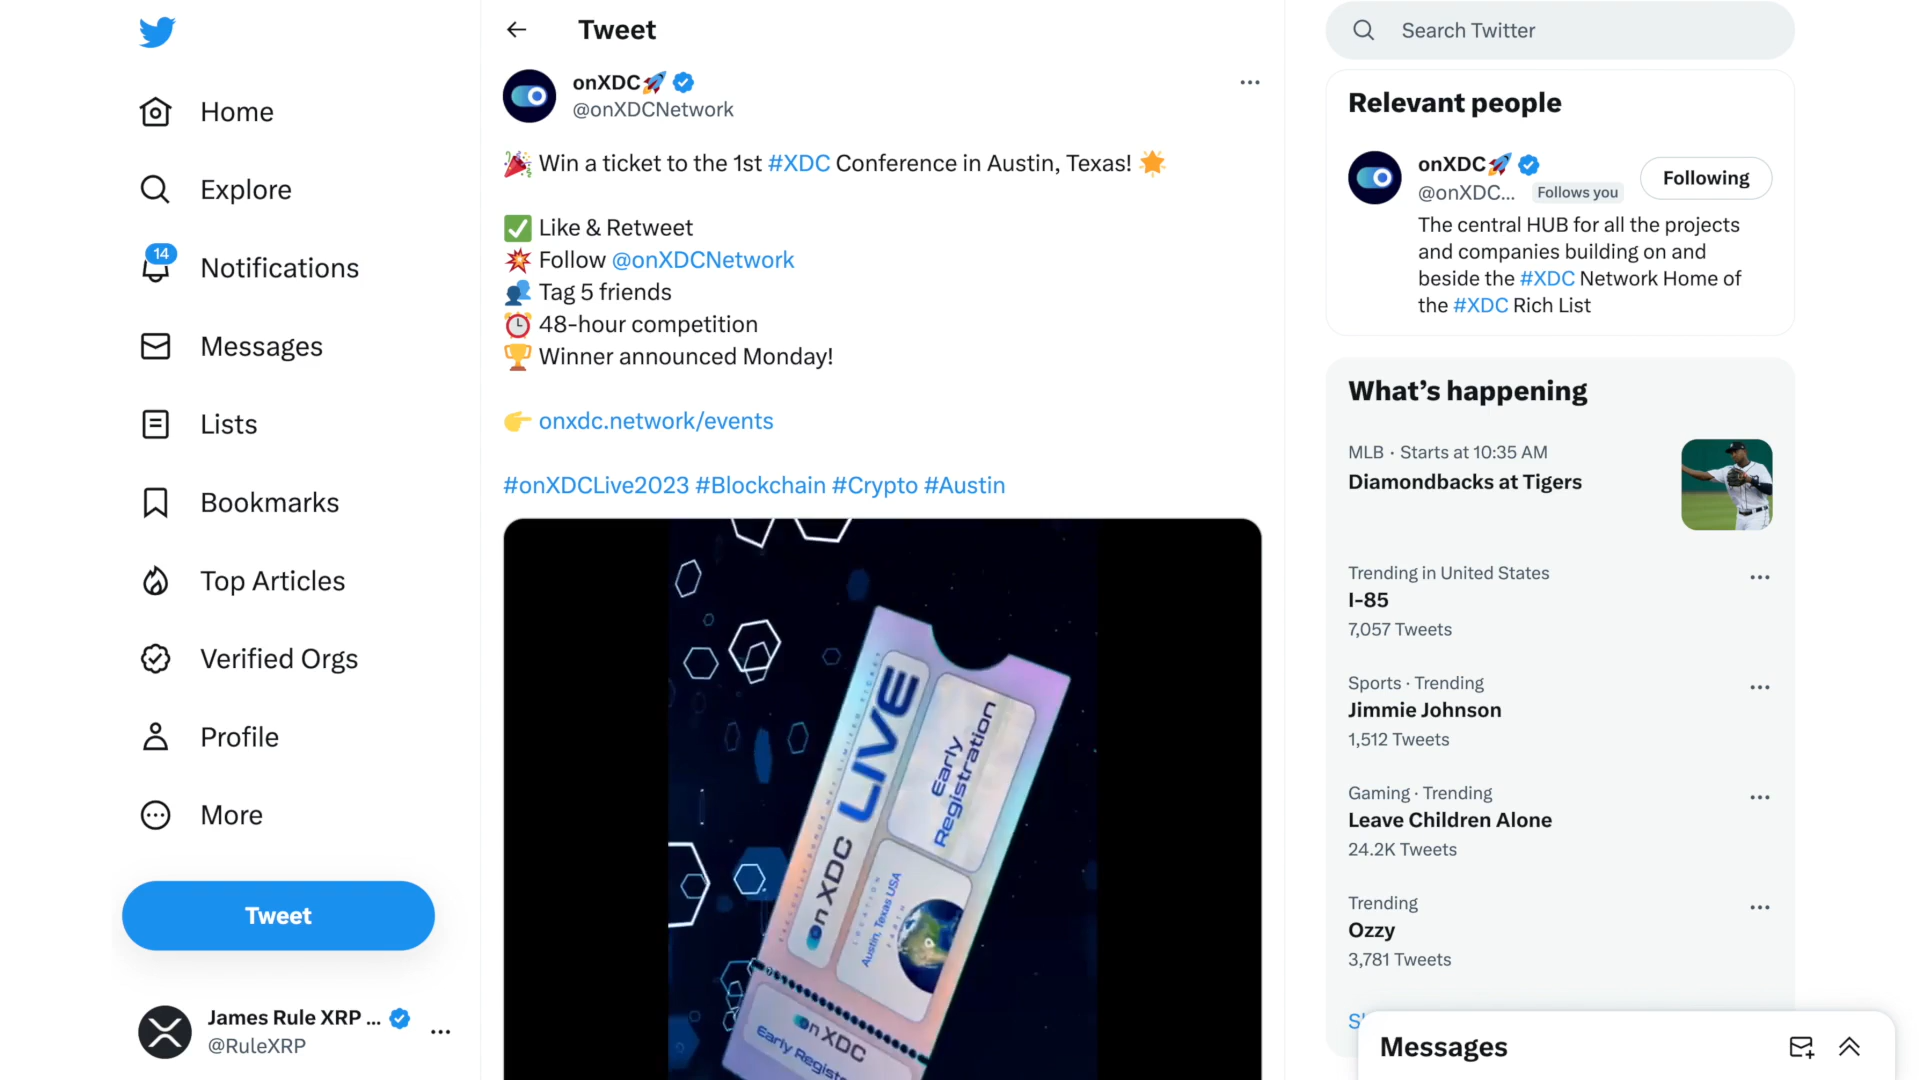 Home
Explore
14
Notifications
Messages
Lists
Bookmarks
Top Articles
Verified Orgs
Profile
More
Tweet
James Rule XRP ...
@RuleXRP
Tweet
onXDC🚀
@onXDCNetwork
🎉 Win a ticket to the 1st #XDC Conference in Austin, Texas! 🌟
✅ Like & Retweet
💥 Follow @onXDCNetwork
👥 Tag 5 friends
⏰ 48-hour competition
🏆 Winner announced Monday!
👉 onxdc.network/events
#onXDCLive2023 #Blockchain #Crypto #Austin
on XDC LIVE
Early
Registration
LOCATION
Austin, Texas USA
EARTH
on XDC
Search Twitter
Relevant people
onXDC🚀
@onXDC... Follows you
Following
The central HUB for all the projects
and companies building on and
beside the #XDC Network Home of
the #XDC Rich List
What's happening
MLB · Starts at 10:35 AM
Diamondbacks at Tigers
Trending in United States
I-85
7,057 Tweets
Sports · Trending
Jimmie Johnson
1,512 Tweets
Gaming · Trending
Leave Children Alone
24.2K Tweets
Trending
Ozzy
3,781 Tweets
Messages